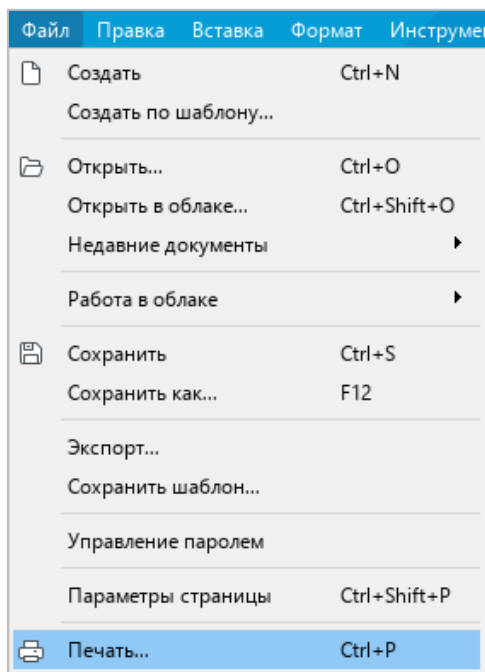 Файл Правка Вставка Формат Инструме
Создать Ctrl+N
Создать по шаблону...
Открыть... Ctrl+O
Открыть в облаке... Ctrl+Shift+O
Недавние документы
Работа в облаке
Сохранить Ctrl+S
Сохранить как... F12
Экспорт...
Сохранить шаблон...
Управление паролем
Параметры страницы Ctrl+Shift+P
Печать... Ctrl+P